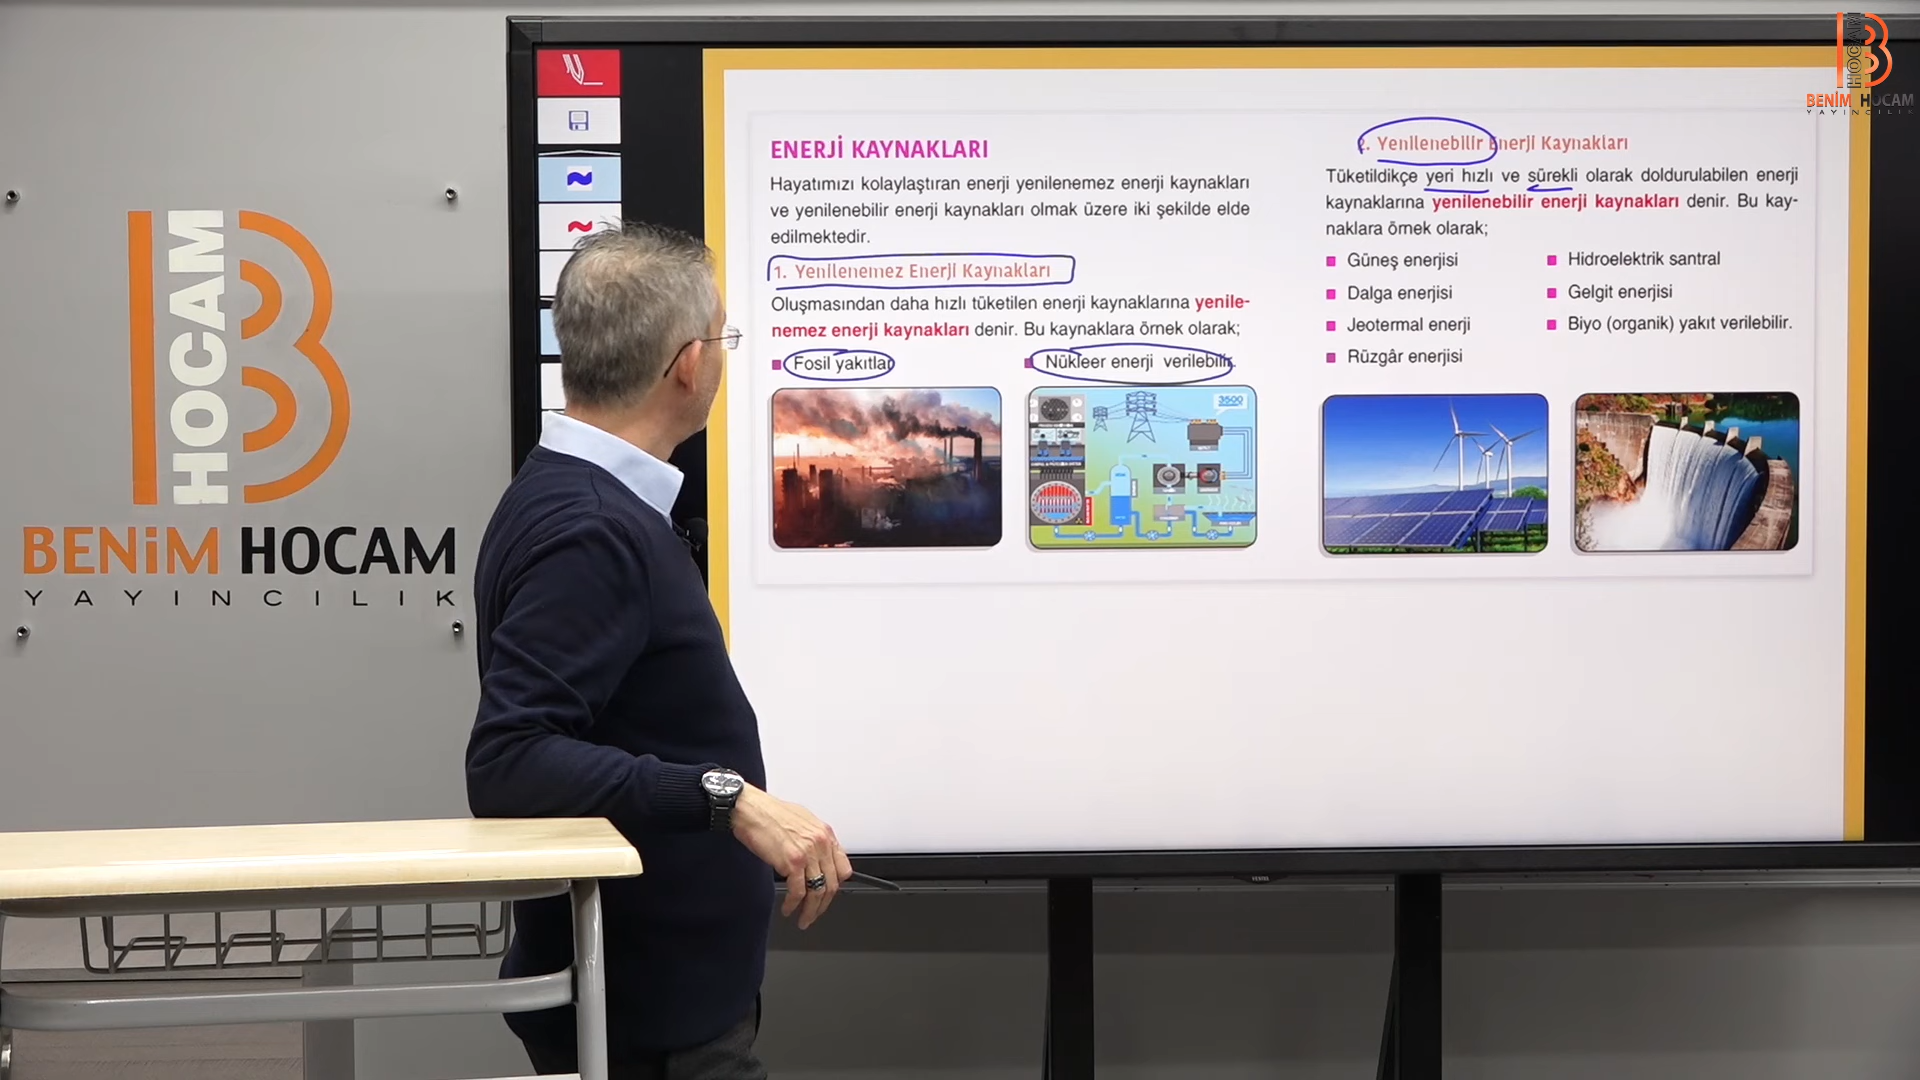 HOCAM
BENiM HOCAM
YAYINCILIK
ENERJİ KAYNAKLARI
Hayatımızı kolaylaştıran enerji yenilenemez enerji kaynakları
ve yenilenebilir enerji kaynakları olmak üzere iki şekilde elde
edilmektedir.
1. Yenilenemez Enerji Kaynakları
Oluşmasından daha hızlı tüketilen enerji kaynaklarına yenile-
nemez enerji kaynakları denir. Bu kaynaklara örnek olarak;
Fosil yakıtlar
Nükleer enerji verilebilir.
3500
2. Yenilenebilir Enerji Kaynakları
Tüketildikçe yeri hızlı ve sürekli olarak doldurulabilen enerji
kaynaklarına yenilenebilir enerji kaynakları denir. Bu kay-
naklara örnek olarak;
Güneş enerjisi
Dalga enerjisi
Jeotermal enerji
Rüzgâr enerjisi
Hidroelektrik santral
Gelgit enerjisi
Biyo (organik) yakıt verilebilir.
HOCAM
BENİM HOCAM
YAYINCILIK
VESTEL